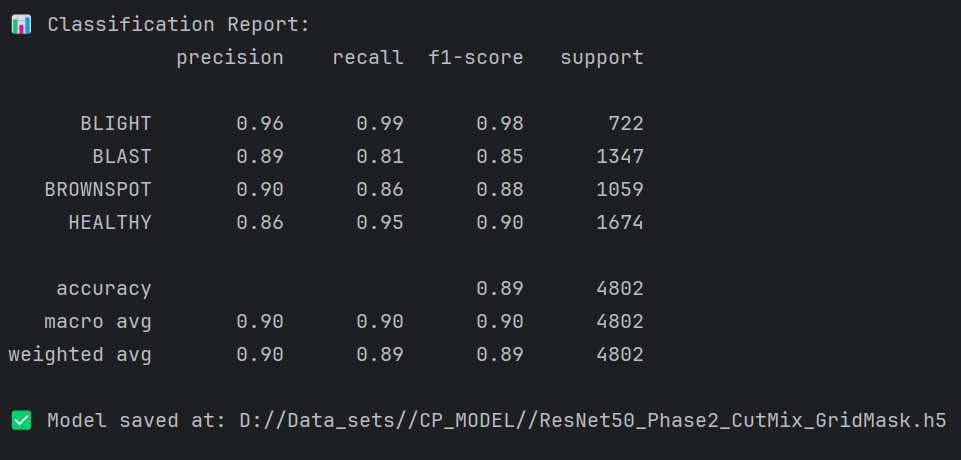 📊 Classification Report:
precision recall f1-score support
BLIGHT 0.96 0.99 0.98 722
BLAST 0.89 0.81 0.85 1347
BROWNSPOT 0.90 0.86 0.88 1059
HEALTHY 0.86 0.95 0.90 1674
accuracy 0.89 4802
macro avg 0.90 0.90 0.90 4802
weighted avg 0.90 0.89 0.89 4802
✅ Model saved at: D://Data_sets//CP_MODEL//ResNet50_Phase2_CutMix_GridMask.h5